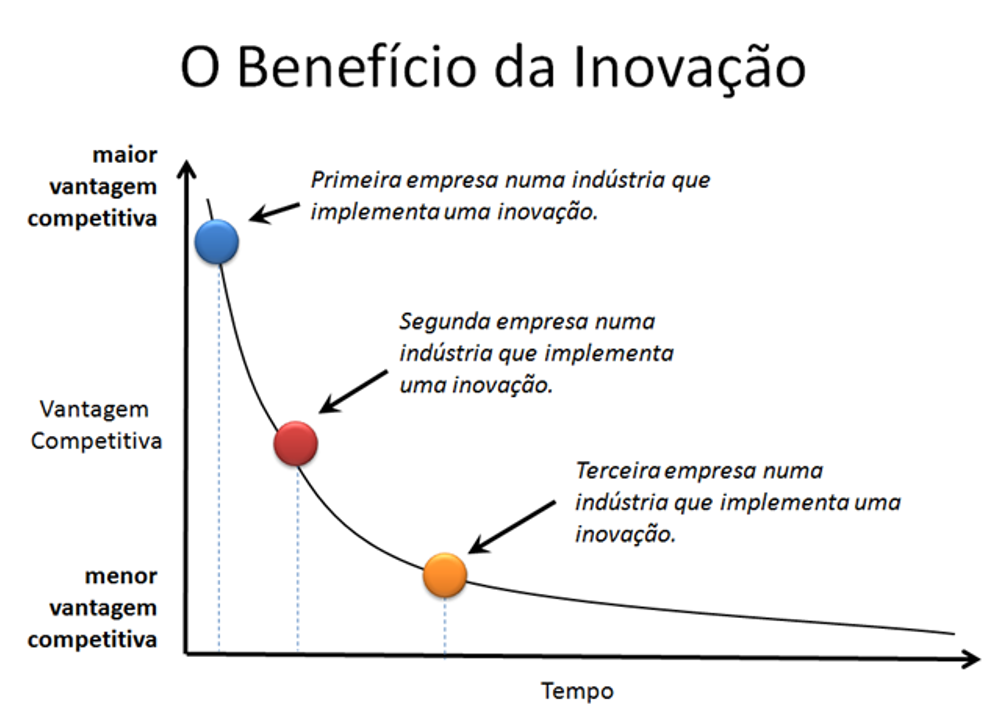 O Benefício da Inovação
maior
vantagem
competitiva
Primeira empresa numa indústria que
implementa uma inovação.
Segunda empresa numa
indústria que implementa
uma inovação.
Vantagem
Competitiva
Terceira empresa numa
indústria que implementa uma
inovação.
menor
vantagem
competitiva
Tempo